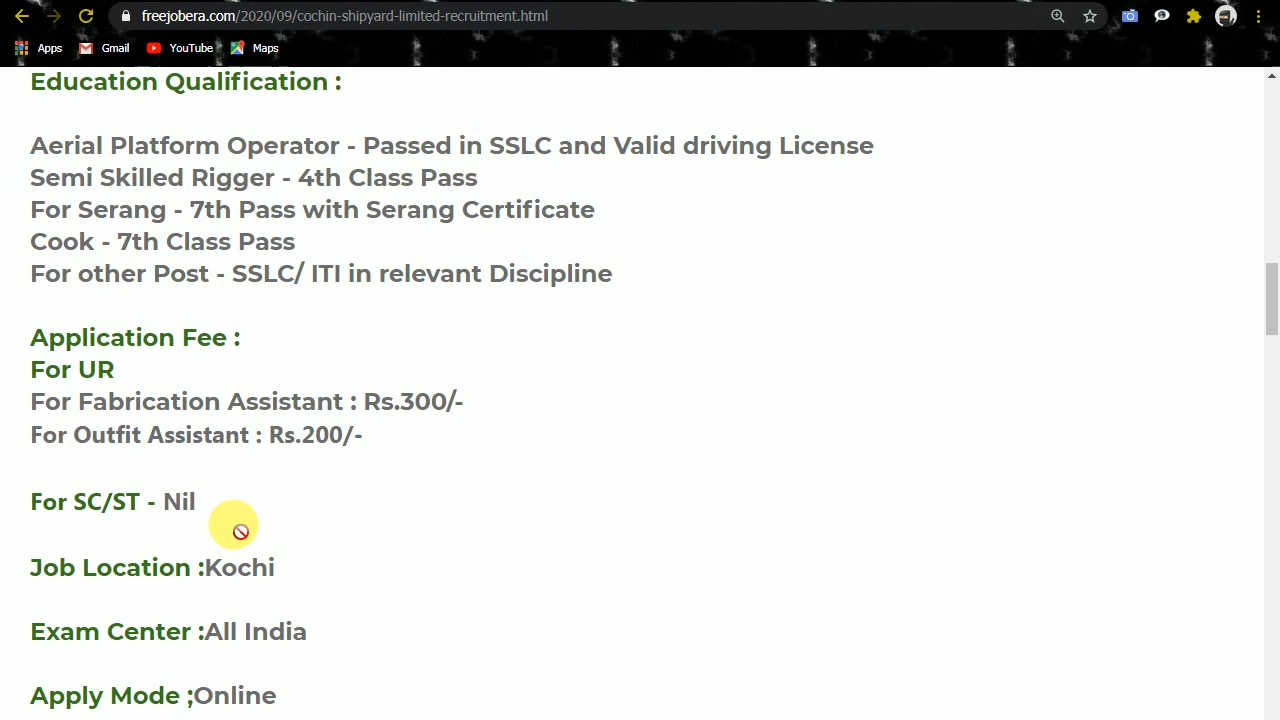 freejobera.com/2020/09/cochin-shipyard-limited-recruitment.html
Apps Gmail YouTube Maps
Education Qualification :
Aerial Platform Operator - Passed in SSLC and Valid driving License
Semi Skilled Rigger - 4th Class Pass
For Serang - 7th Pass with Serang Certificate
Cook - 7th Class Pass
For other Post - SSLC/ ITI in relevant Discipline
Application Fee :
For UR
For Fabrication Assistant : Rs.300/-
For Outfit Assistant : Rs.200/-
For SC/ST - Nil
Job Location :Kochi
Exam Center :All India
Apply Mode ;Online